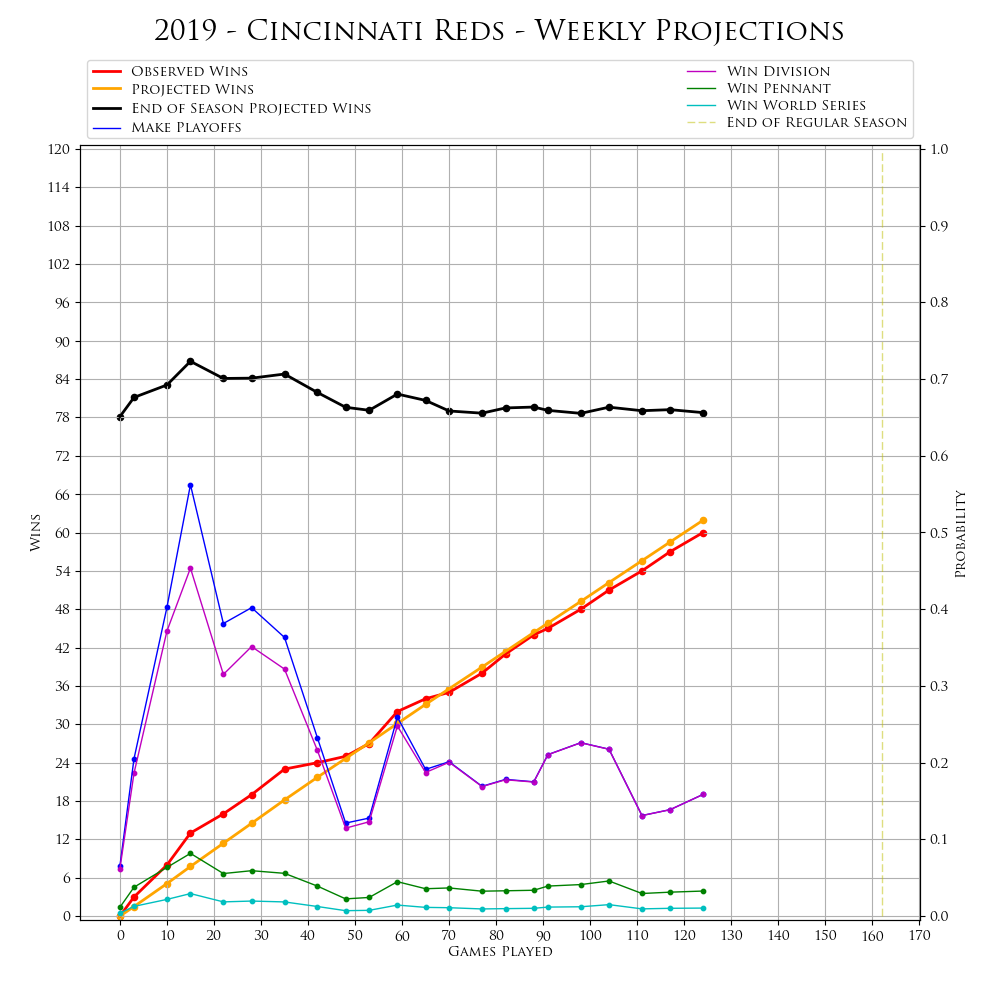 2019 - Cincinnati Reds - Weekly Projections
Observed Wins
Projected Wins
End of Season Projected Wins
Make Playoffs
Win Division
Win Pennant
Win World Series
End of Regular Season
120
114
108
102
96
90
84
78
72
66
60
54
48
42
36
30
24
18
12
6
0
Wins
1.0
0.9
0.8
0.7
0.6
0.5
0.4
0.3
0.2
0.1
0.0
Probability
0 10 20 30 40 50 60 70 80 90 100 110 120 130 140 150 160 170
Games Played